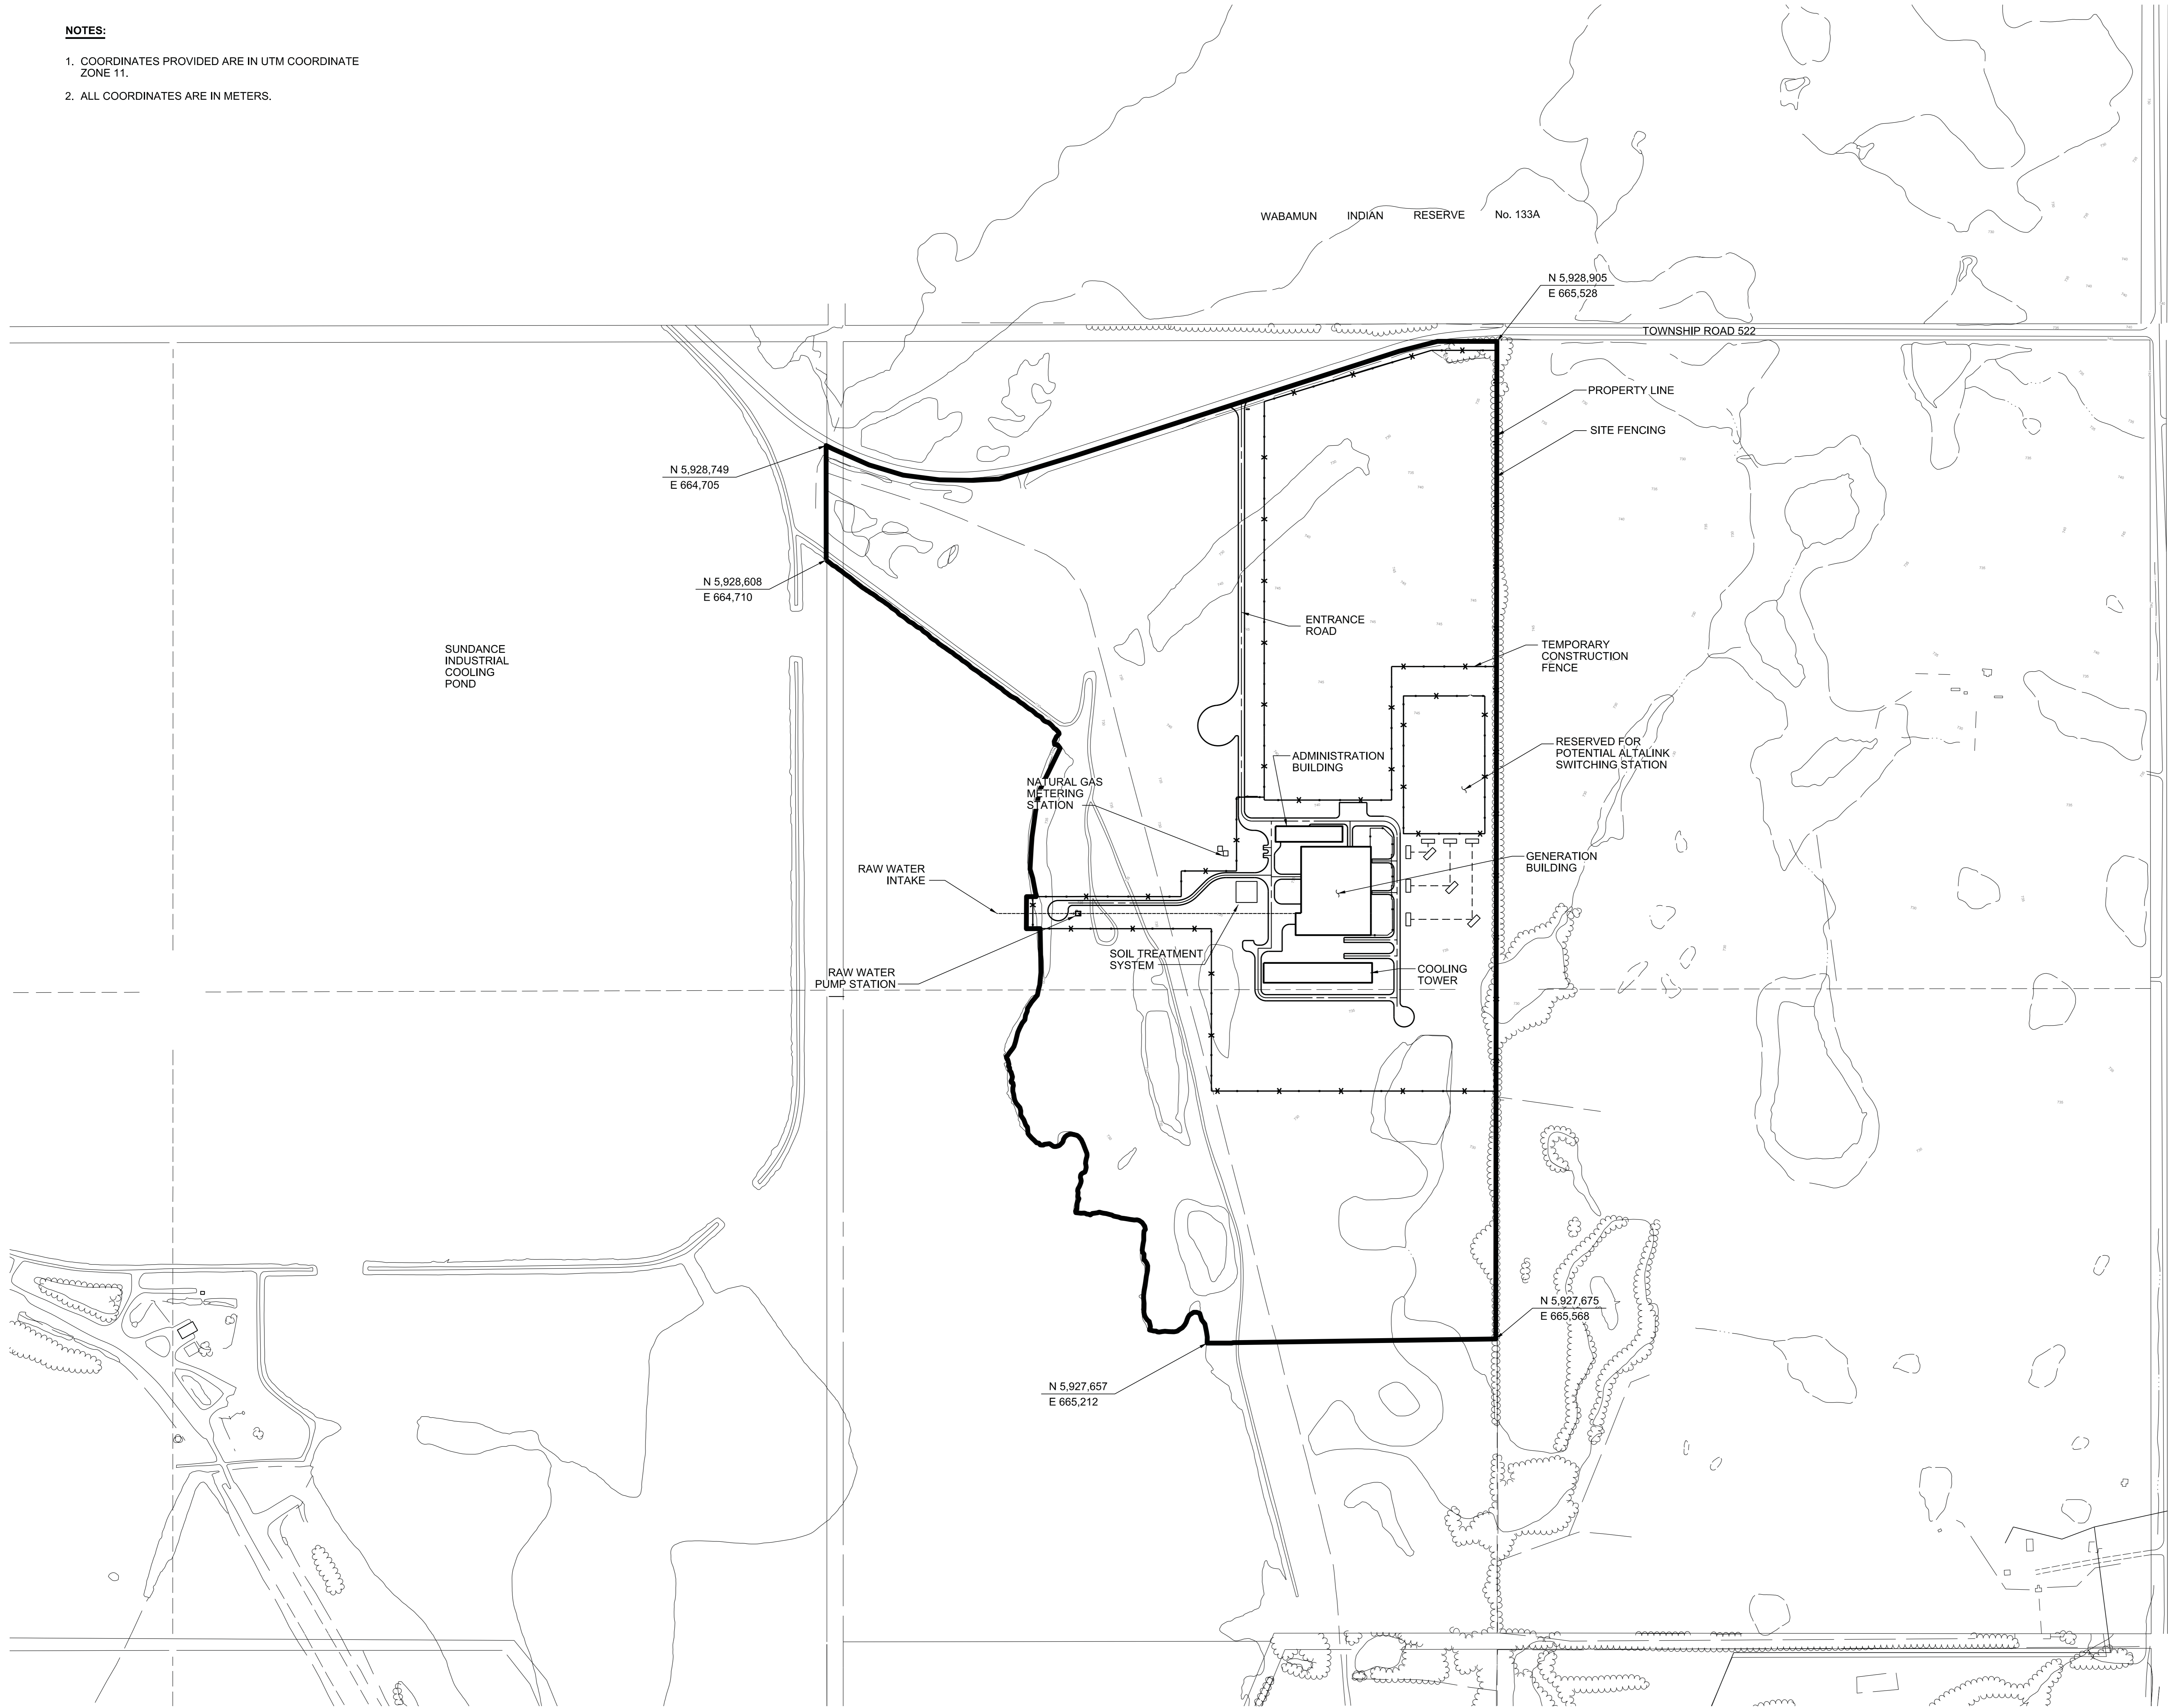 NOTES:
1. COORDINATES PROVIDED ARE IN UTM COORDINATE
ZONE 11.
2. ALL COORDINATES ARE IN METERS.
WABAMUN INDIAN RESERVE No. 133A
N 5,928,905
E 665,528
TOWNSHIP ROAD 522
PROPERTY LINE
SITE FENCING
N 5,928,749
E 664,705
N 5,928,608
E 664,710
SUNDANCE
INDUSTRIAL
COOLING
POND
ENTRANCE
ROAD
TEMPORARY
CONSTRUCTION
FENCE
RESERVED FOR
POTENTIAL ALTALINK
SWITCHING STATION
ADMINISTRATION
BUILDING
NATURAL GAS
METERING
STATION
RAW WATER
INTAKE
GENERATION
BUILDING
SOIL TREATMENT
SYSTEM
RAW WATER
PUMP STATION
COOLING
TOWER
N 5,927,675
E 665,568
N 5,927,657
E 665,212